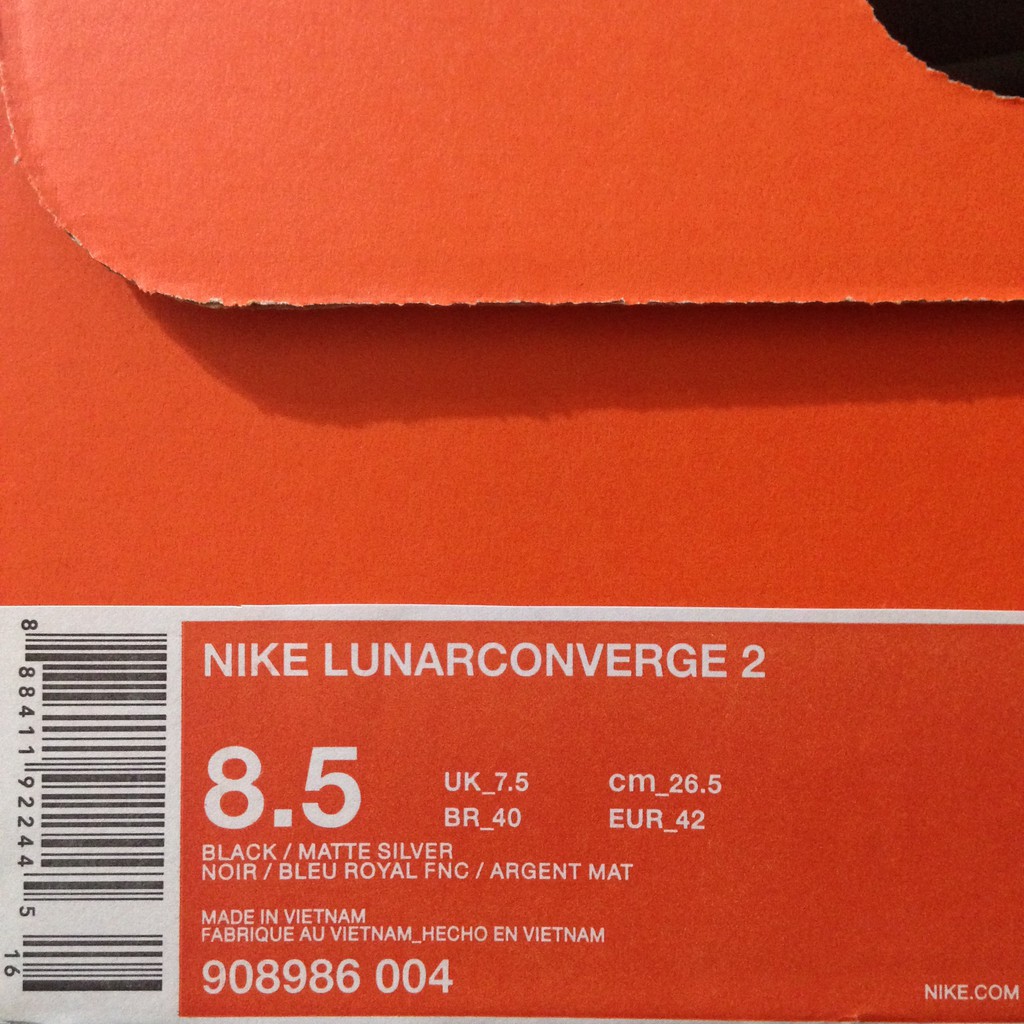 NIKE LUNARCONVERGE 2
8.5
UK_7.5 cm_26.5
BR_40 EUR_42
BLACK / MATTE SILVER
NOIR / BLEU ROYAL FNC / ARGENT MAT
MADE IN VIETNAM
FABRIQUE AU VIETNAM_HECHO EN VIETNAM
908986 004
NIKE.COM
8 88411 92244 5
16